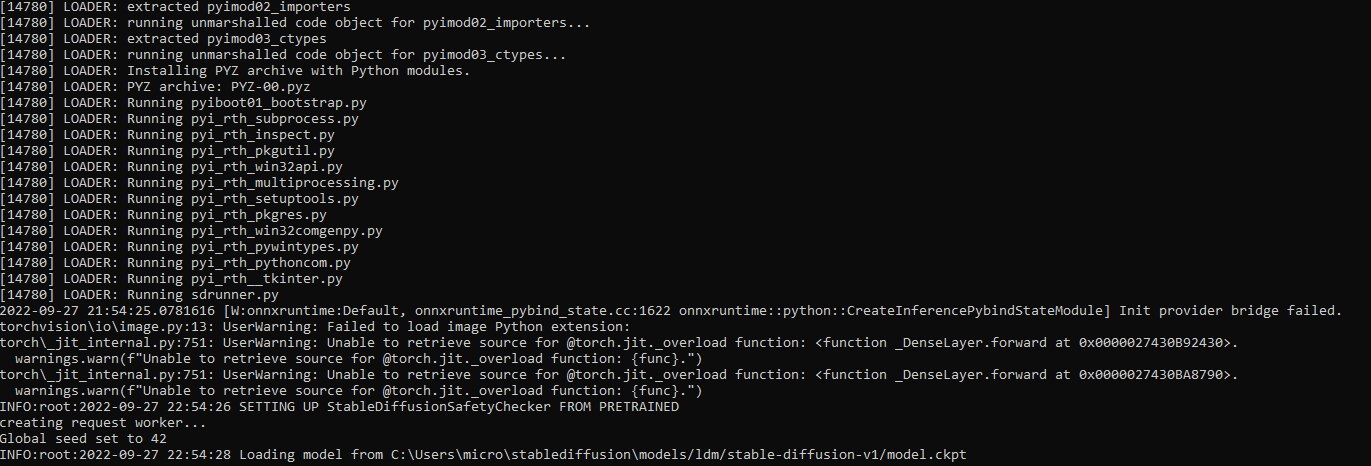 [14780] LOADER: extracted pyimod02_importers
[14780] LOADER: running unmarshalled code object for pyimod02_importers...
[14780] LOADER: extracted pyimod03_ctypes
[14780] LOADER: running unmarshalled code object for pyimod03_ctypes...
[14780] LOADER: Installing PYZ archive with Python modules.
[14780] LOADER: PYZ archive: PYZ-00.pyz
[14780] LOADER: Running pyiboot01_bootstrap.py
[14780] LOADER: Running pyi_rth_subprocess.py
[14780] LOADER: Running pyi_rth_inspect.py
[14780] LOADER: Running pyi_rth_pkgutil.py
[14780] LOADER: Running pyi_rth_win32api.py
[14780] LOADER: Running pyi_rth_multiprocessing.py
[14780] LOADER: Running pyi_rth_setuptools.py
[14780] LOADER: Running pyi_rth_pkgres.py
[14780] LOADER: Running pyi_rth_win32comgenpy.py
[14780] LOADER: Running pyi_rth_pywintypes.py
[14780] LOADER: Running pyi_rth_pythoncom.py
[14780] LOADER: Running pyi_rth__tkinter.py
[14780] LOADER: Running sdrunner.py
2022-09-27 21:54:25.0781616 [W:onnxruntime:Default, onnxruntime_pybind_state.cc:1622 onnxruntime::python::CreateInferencePybindStateModule] Init provider bridge failed.
torchvision\io\image.py:13: UserWarning: Failed to load image Python extension:
torch\_jit_internal.py:751: UserWarning: Unable to retrieve source for @torch.jit._overload function: <function _DenseLayer.forward at 0x0000027430B92430>.
  warnings.warn(f"Unable to retrieve source for @torch.jit._overload function: {func}.")
torch\_jit_internal.py:751: UserWarning: Unable to retrieve source for @torch.jit._overload function: <function _DenseLayer.forward at 0x0000027430BA8790>.
  warnings.warn(f"Unable to retrieve source for @torch.jit._overload function: {func}.")
INFO:root:2022-09-27 22:54:26 SETTING UP StableDiffusionSafetyChecker FROM PRETRAINED
creating request worker...
Global seed set to 42
INFO:root:2022-09-27 22:54:28 Loading model from C:\Users\micro\stablediffusion\models/ldm/stable-diffusion-v1/model.ckpt